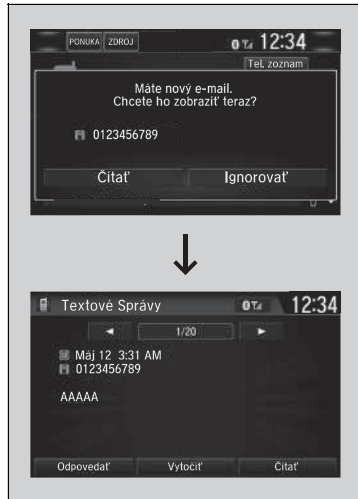 PONUKA ZDROJ 12:34
Tel. zoznam
Máte nový e-mail.
Chcete ho zobraziť teraz?
0123456789
Čítať Ignorovať
Textové Správy 12:34
1/20
Máj 12 3:31 AM
0123456789
AAAAA
Odpovedať Vytočiť Čítať